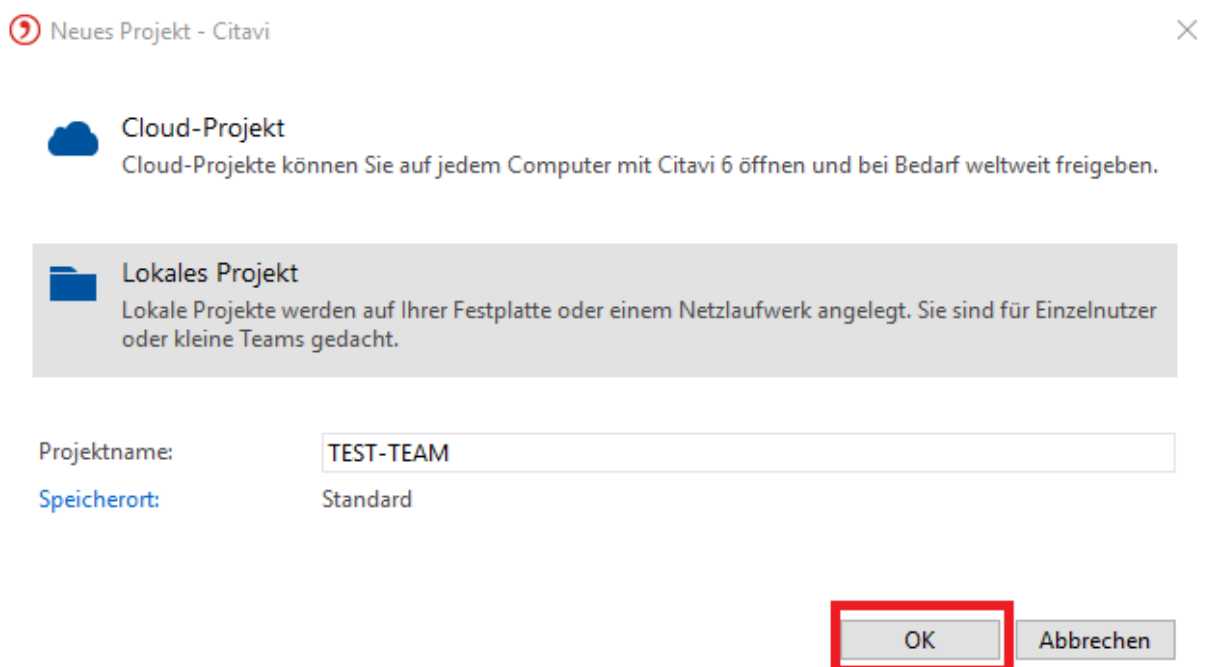 Neues Projekt - Citavi
Cloud-Projekt
Cloud-Projekte können Sie auf jedem Computer mit Citavi 6 öffnen und bei Bedarf weltweit freigeben.
Lokales Projekt
Lokale Projekte werden auf Ihrer Festplatte oder einem Netzlaufwerk angelegt. Sie sind für Einzelnutzer
oder kleine Teams gedacht.
Projektname: TEST-TEAM
Speicherort: Standard
OK Abbrechen